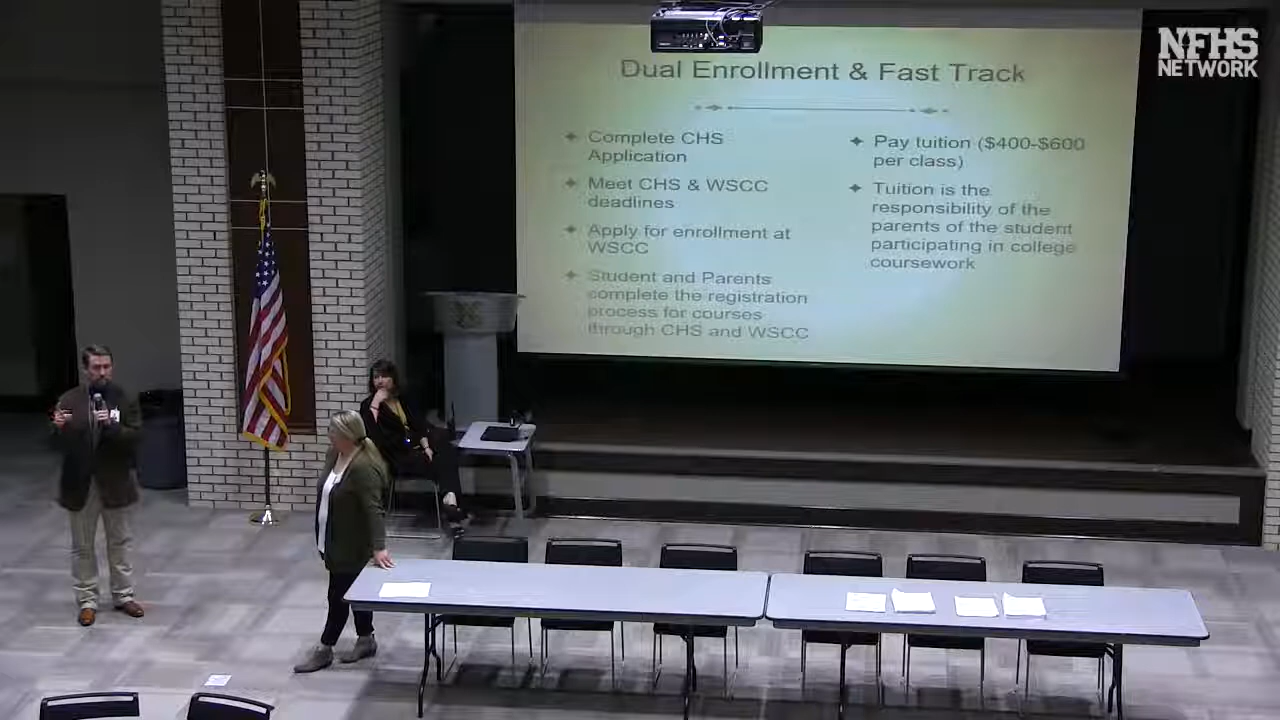 NFHS
NETWORK
Dual Enrollment & Fast Track
Complete CHS
Application
Meet CHS & WSCC
deadlines
Apply for enrollment at
WSCC
Student and Parents
complete the registration
process for courses
through CHS and WSCC
Pay tuition ($400-$600
per class)
Tuition is the
responsibility of the
parents of the student
participating in college
coursework